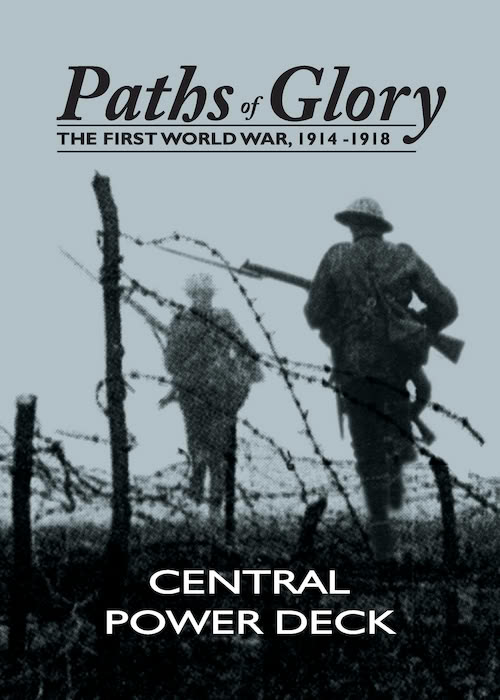 Paths of Glory
THE FIRST WORLD WAR, 1914 -1918
CENTRAL
POWER DECK